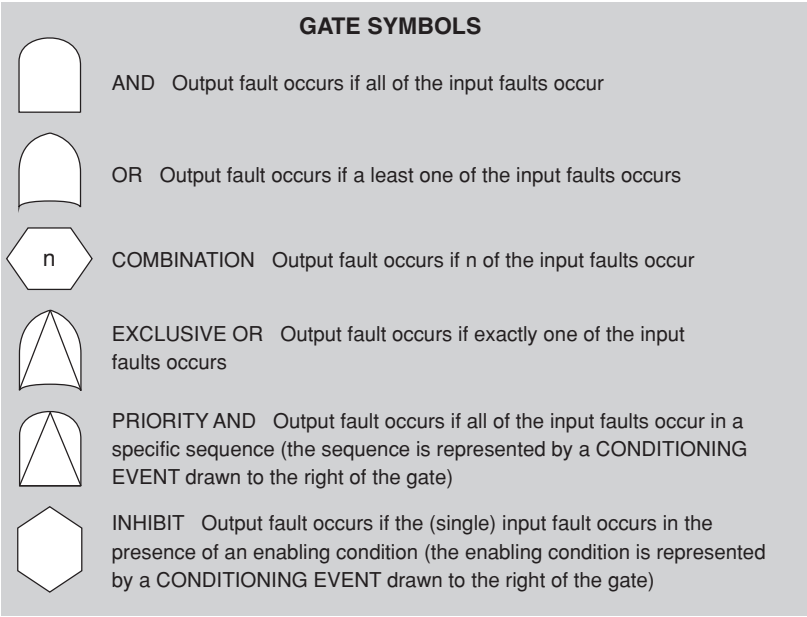 GATE SYMBOLS
AND Output fault occurs if all of the input faults occur
OR Output fault occurs if a least one of the input faults occurs
n
COMBINATION Output fault occurs if n of the input faults occur
EXCLUSIVE OR Output fault occurs if exactly one of the input
faults occurs
PRIORITY AND Output fault occurs if all of the input faults occur in a
specific sequence (the sequence is represented by a CONDITIONING
EVENT drawn to the right of the gate)
INHIBIT Output fault occurs if the (single) input fault occurs in the
presence of an enabling condition (the enabling condition is represented
by a CONDITIONING EVENT drawn to the right of the gate)